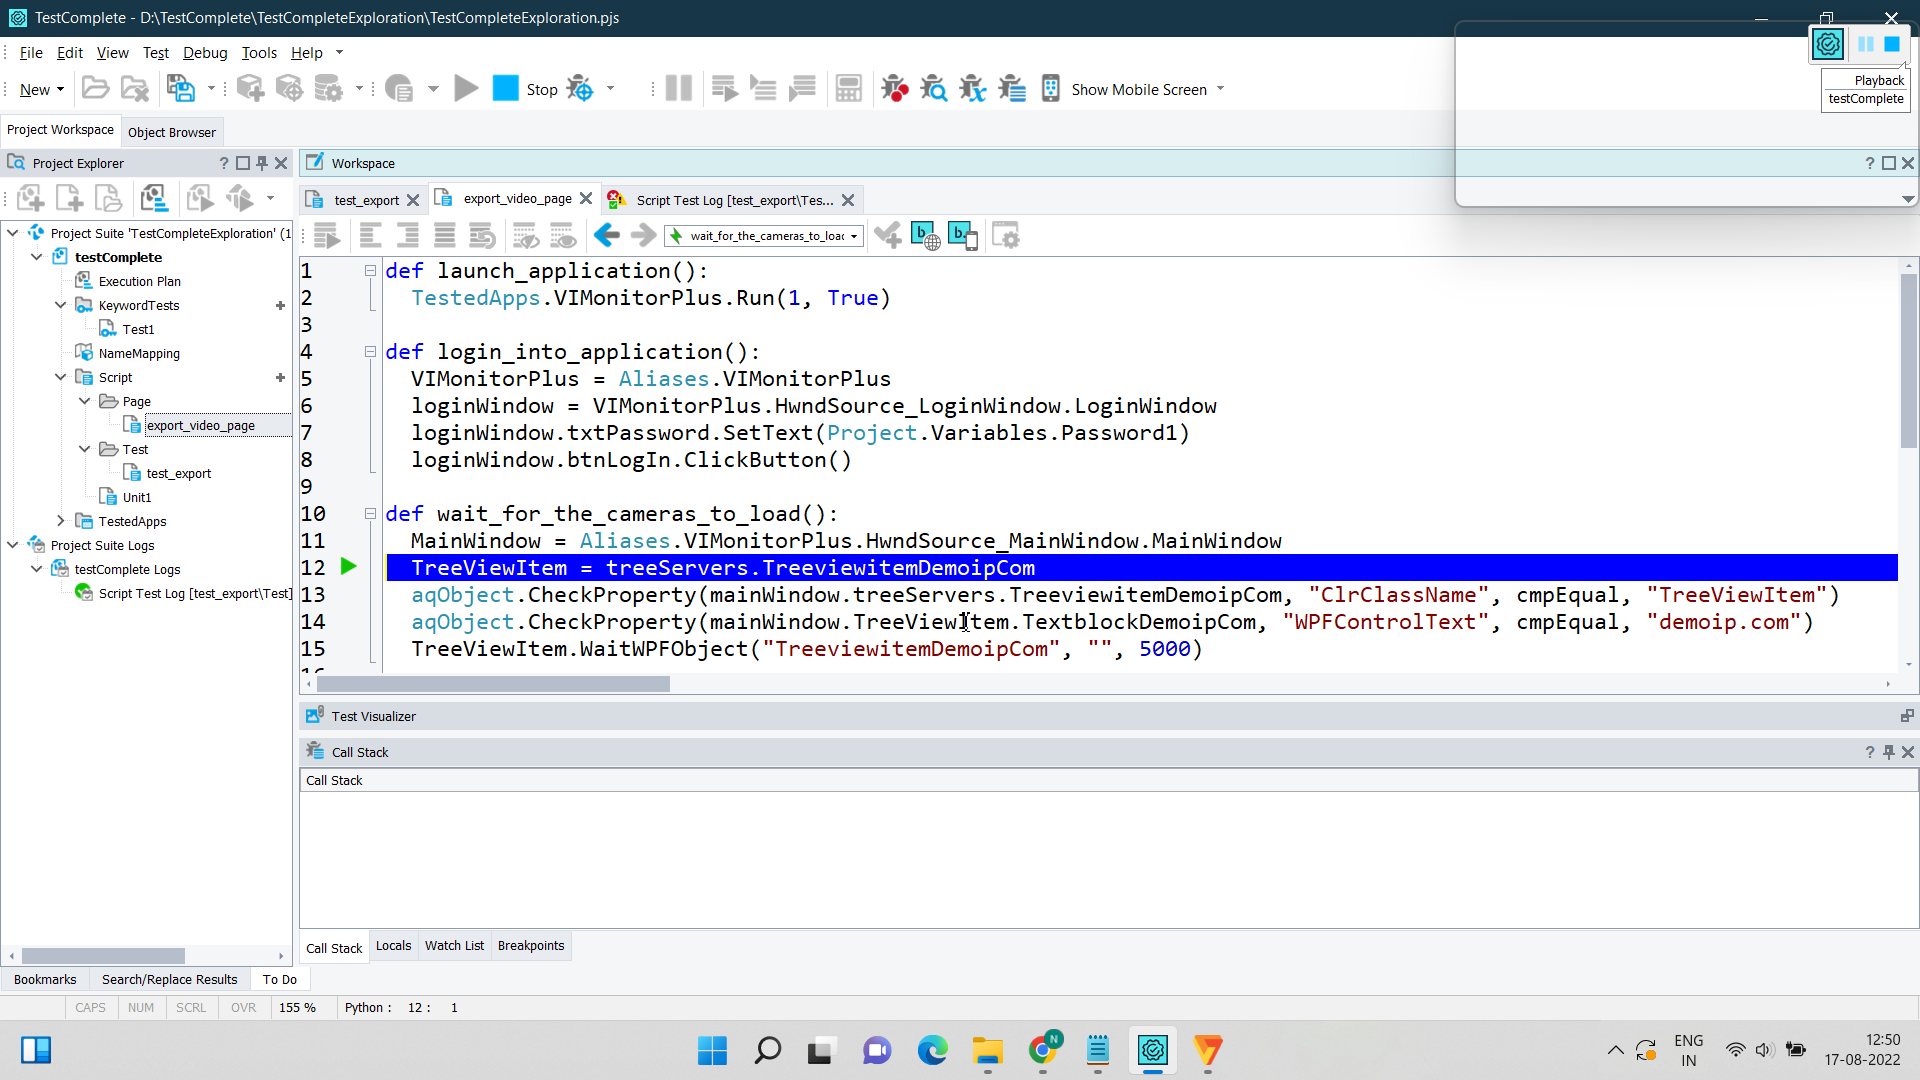 TestComplete - D:\TestComplete\TestCompleteExploration\TestCompleteExploration.pjs
File Edit View Test Debug Tools Help
New Stop Show Mobile Screen
Playback
testComplete
Project Workspace Object Browser
Project Explorer
Workspace
test_export export_video_page Script Test Log [test_export\Tes...
wait_for_the_cameras_to_load
Project Suite 'TestCompleteExploration' (1
testComplete
Execution Plan
KeywordTests
Test1
NameMapping
Script
Page
export_video_page
Test
test_export
Unit1
TestedApps
Project Suite Logs
testComplete Logs
Script Test Log [test_export\Test]
1 def launch_application():
2 TestedApps.VIMonitorPlus.Run(1, True)
3
4 def login_into_application():
5 VIMonitorPlus = Aliases.VIMonitorPlus
6 loginWindow = VIMonitorPlus.HwndSource_LoginWindow.LoginWindow
7 loginWindow.txtPassword.SetText(Project.Variables.Password1)
8 loginWindow.btnLogIn.ClickButton()
9
10 def wait_for_the_cameras_to_load():
11 MainWindow = Aliases.VIMonitorPlus.HwndSource_MainWindow.MainWindow
12 TreeViewItem = treeServers.TreeviewitemDemoipCom
13 aqObject.CheckProperty(mainWindow.treeServers.TreeviewitemDemoipCom, "ClrClassName", cmpEqual, "TreeViewItem")
14 aqObject.CheckProperty(mainWindow.TreeViewItem.TextblockDemoipCom, "WPFControlText", cmpEqual, "demoip.com")
15 TreeViewItem.WaitWPFObject("TreeviewitemDemoipCom", "", 5000)
Test Visualizer
Call Stack
Call Stack
Call Stack Locals Watch List Breakpoints
Bookmarks Search/Replace Results To Do
CAPS NUM SCRL OVR 155 % Python : 12 : 1
N
ENG
IN
12:50
17-08-2022